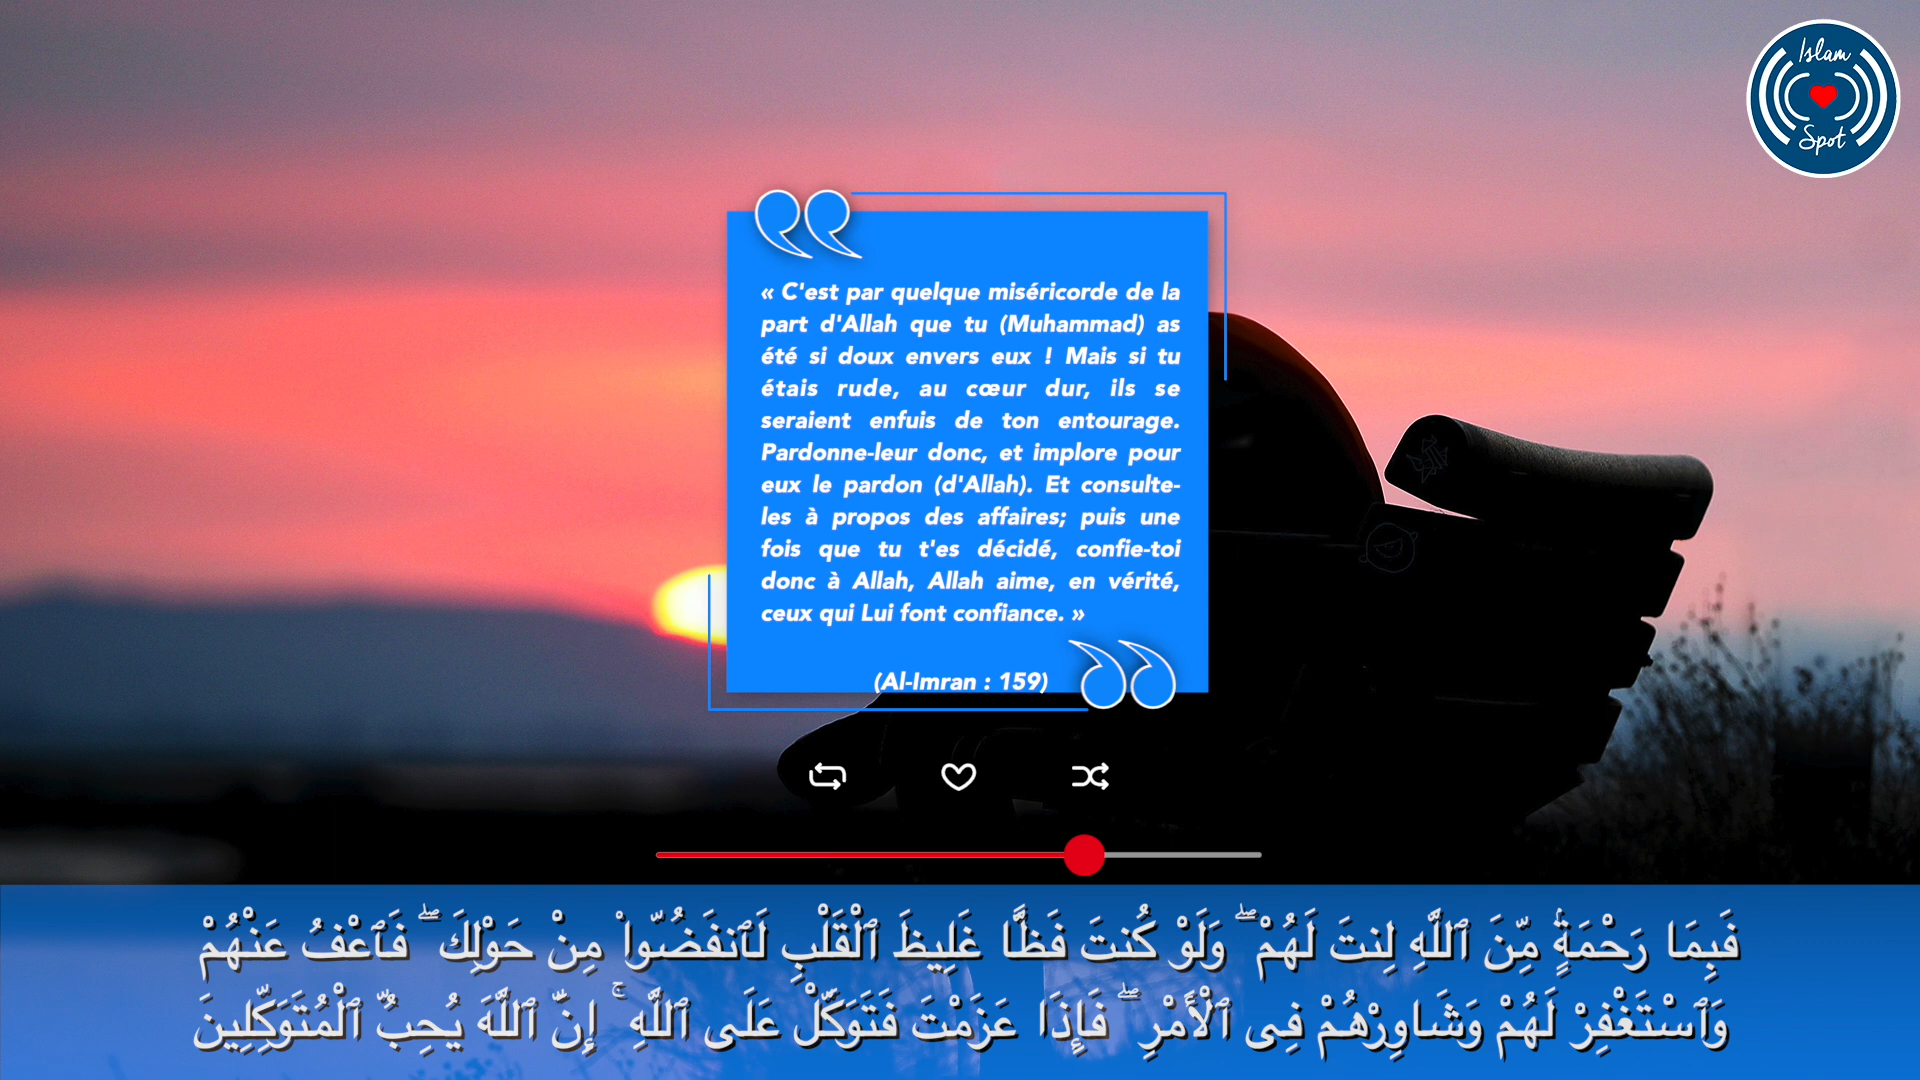 Islam
Spot
« C'est par quelque miséricorde de la
part d'Allah que tu (Muhammad) as
été si doux envers eux ! Mais si tu
étais rude, au cœur dur, ils se
seraient enfuis de ton entourage.
Pardonne-leur donc, et implore pour
eux le pardon (d'Allah). Et consulte-
les à propos des affaires; puis une
fois que tu t'es décidé, confie-toi
donc à Allah, Allah aime, en vérité,
ceux qui Lui font confiance. »
(Al-Imran : 159)
فَبِمَا رَحْمَةٍۢ مِّنَ ٱللَّهِ لِنتَ لَهُمْ ۖ وَلَوْ كُنتَ فَظًّا غَلِيظَ ٱلْقَلْبِ لَٱنفَضُّوا۟ مِنْ حَوْلِكَ ۖ فَٱعْفُ عَنْهُمْ
وَٱسْتَغْفِرْ لَهُمْ وَشَاوِرْهُمْ فِى ٱلْأَمْرِ ۖ فَإِذَا عَزَمْتَ فَتَوَكَّلْ عَلَى ٱللَّهِ ۚ إِنَّ ٱللَّهَ يُحِبُّ ٱلْمُتَوَكِّلِينَ